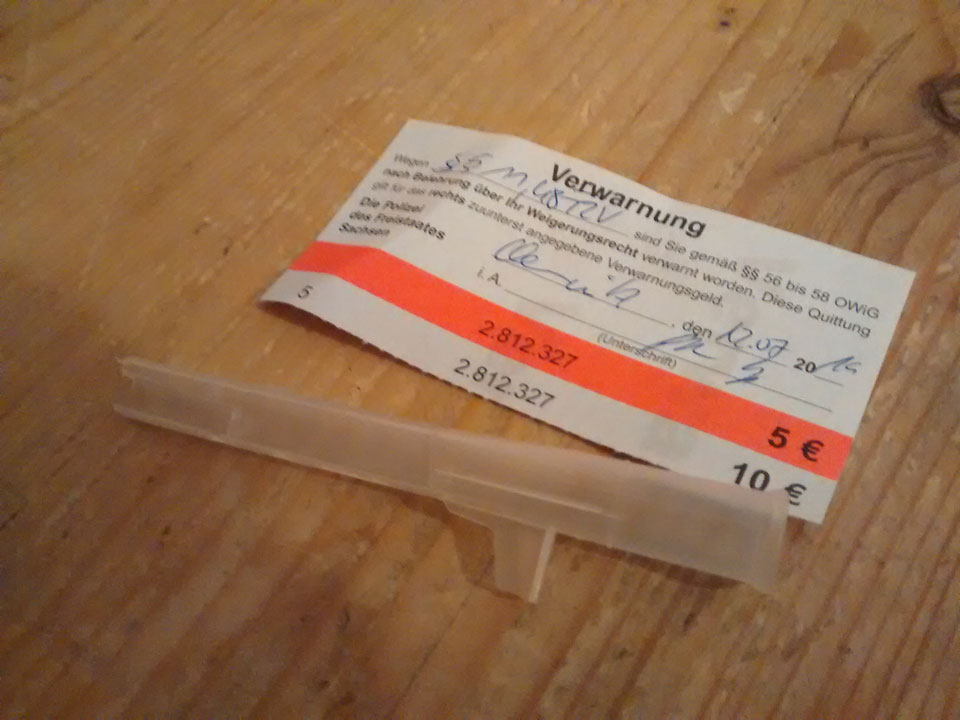 Verwarnung
Wegen §§ 11, 48 sind Sie gemäß §§ 56 bis 58 OWiG
nach Belehrung über Ihr Weigerungsrecht verwarnt worden. Diese Quittung
gilt für das rechts zuunterst angegebene Verwarnungsgeld.
Die Polizei
des Freistaates
Sachsen
, den 12.07 20
i. A.
(Unterschrift)
2.812.327 5 €
5 2.812.327 10 €